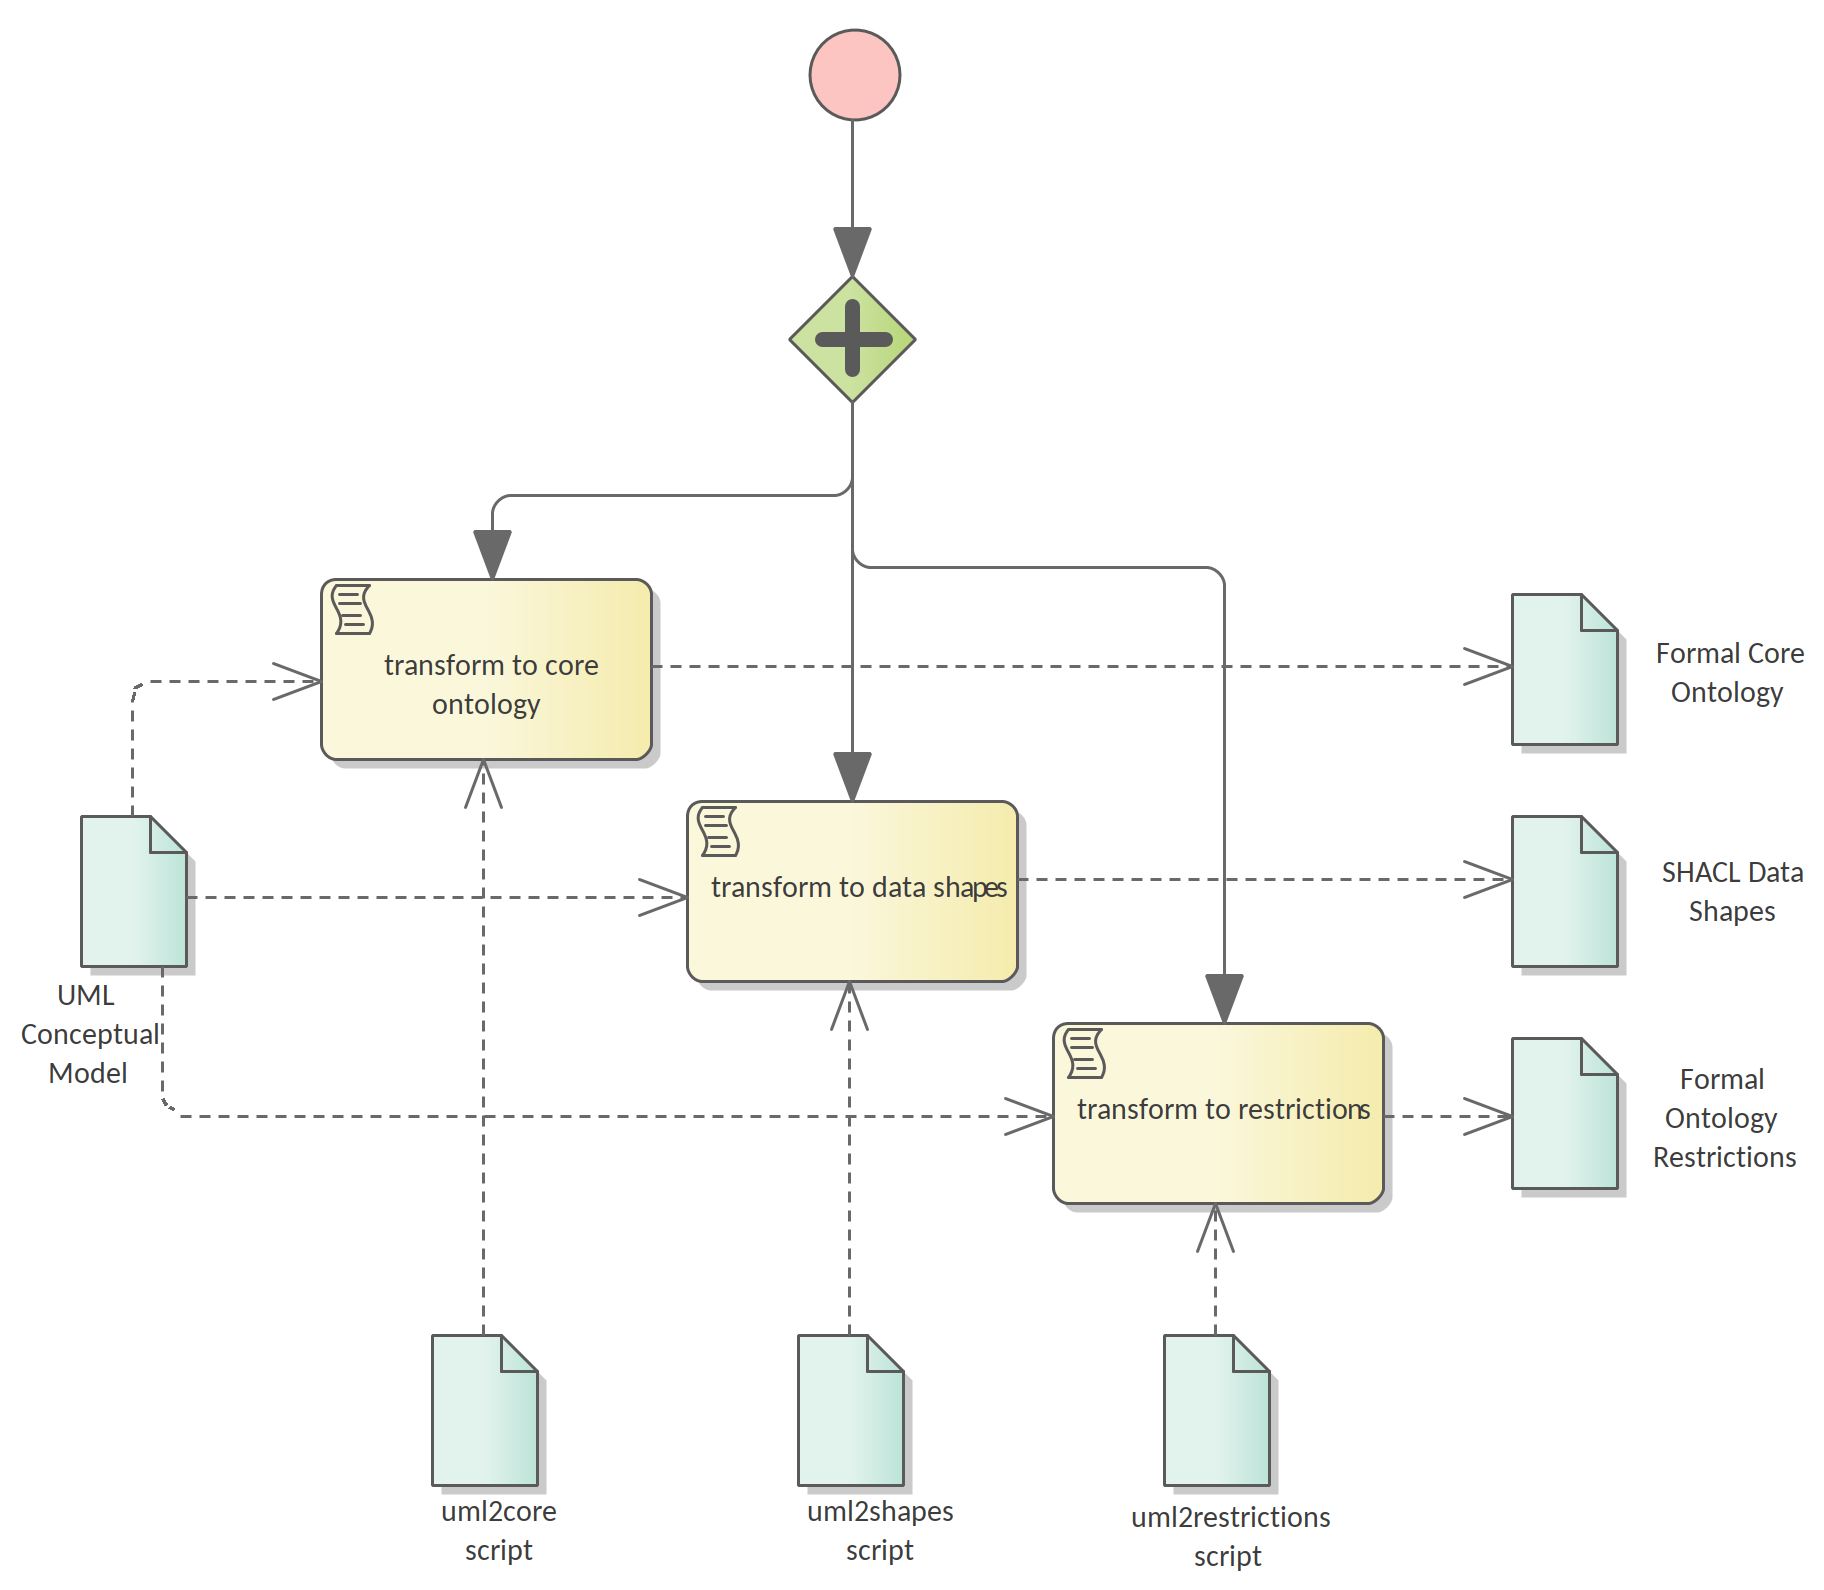 transform to core
ontology
Formal Core
Ontology
transform to data shapes
SHACL Data
Shapes
UML
Conceptual
Model
transform to restrictions
Formal
Ontology
Restrictions
uml2core
script
uml2shapes
script
uml2restrictions
script